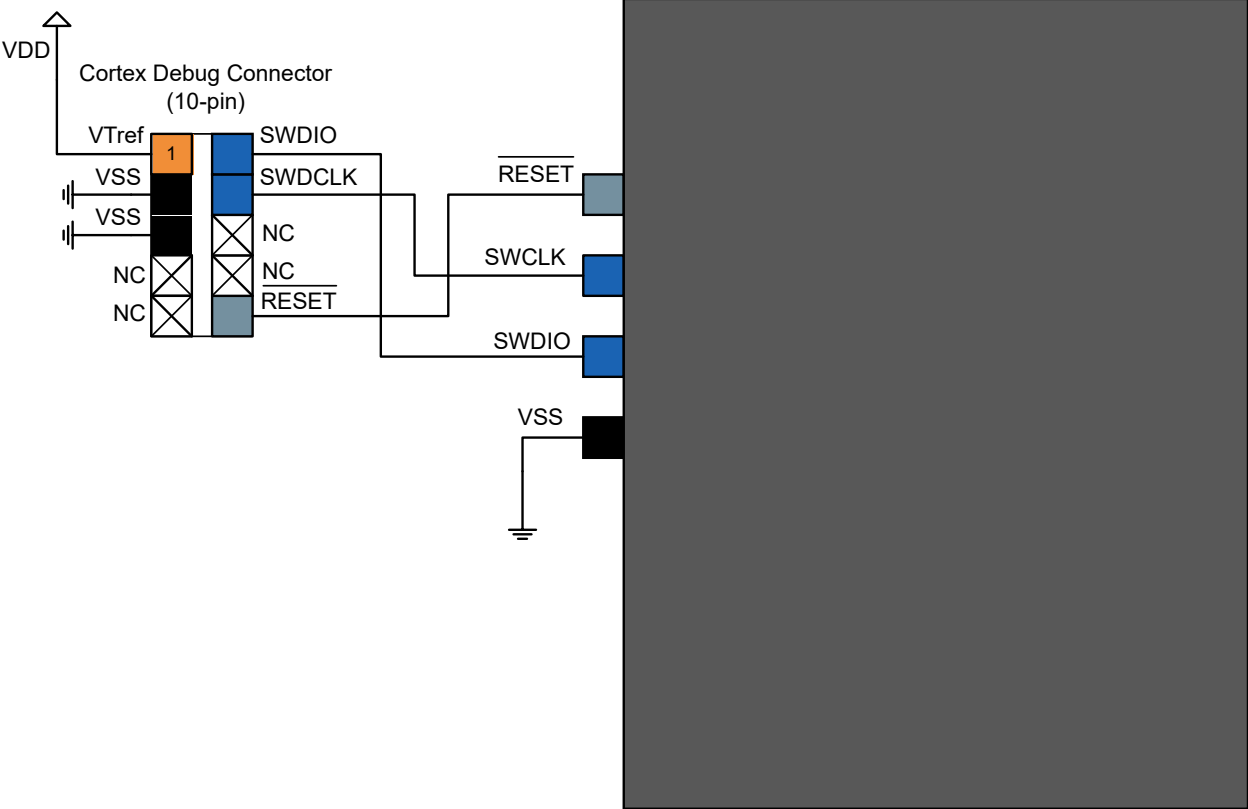 VDD
Cortex Debug Connector
(10-pin)
VTref
1
SWDIO
VSS
SWDCLK
VSS
NC
NC
NC
NC
RESET
RESET
SWCLK
SWDIO
VSS